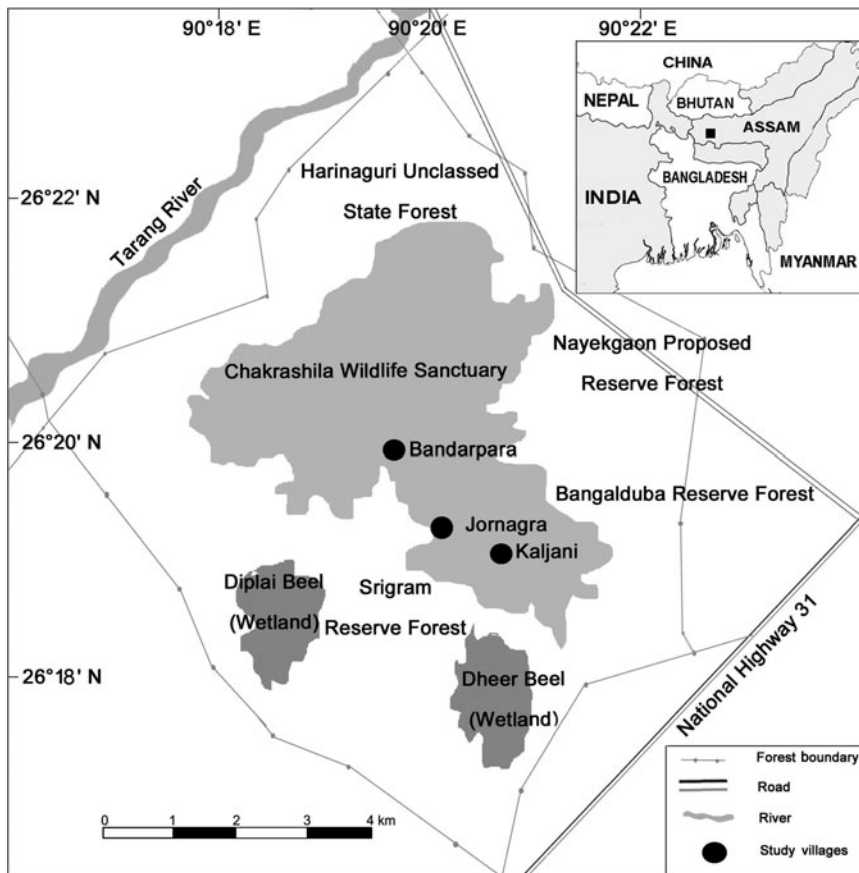 90°18' E
90°20' E
90°22' E
CHINA
NEPAL
BHUTAN
ASSAM
BANGLADESH
INDIA
MYANMAR
26°22' N
Tarang River
Harinaguri Unclassed
State Forest
Nayekgaon Proposed
Reserve Forest
Chakrashila Wildlife Sanctuary
26°20' N
Bandarpara
Bangalduba Reserve Forest
Jornagra
Kaljani
Diplai Beel
(Wetland)
Srigram
Reserve Forest
26°18' N
Dheer Beel
(Wetland)
National Highway 31
Forest boundary
Road
River
Study villages
0 1 2 3 4 km